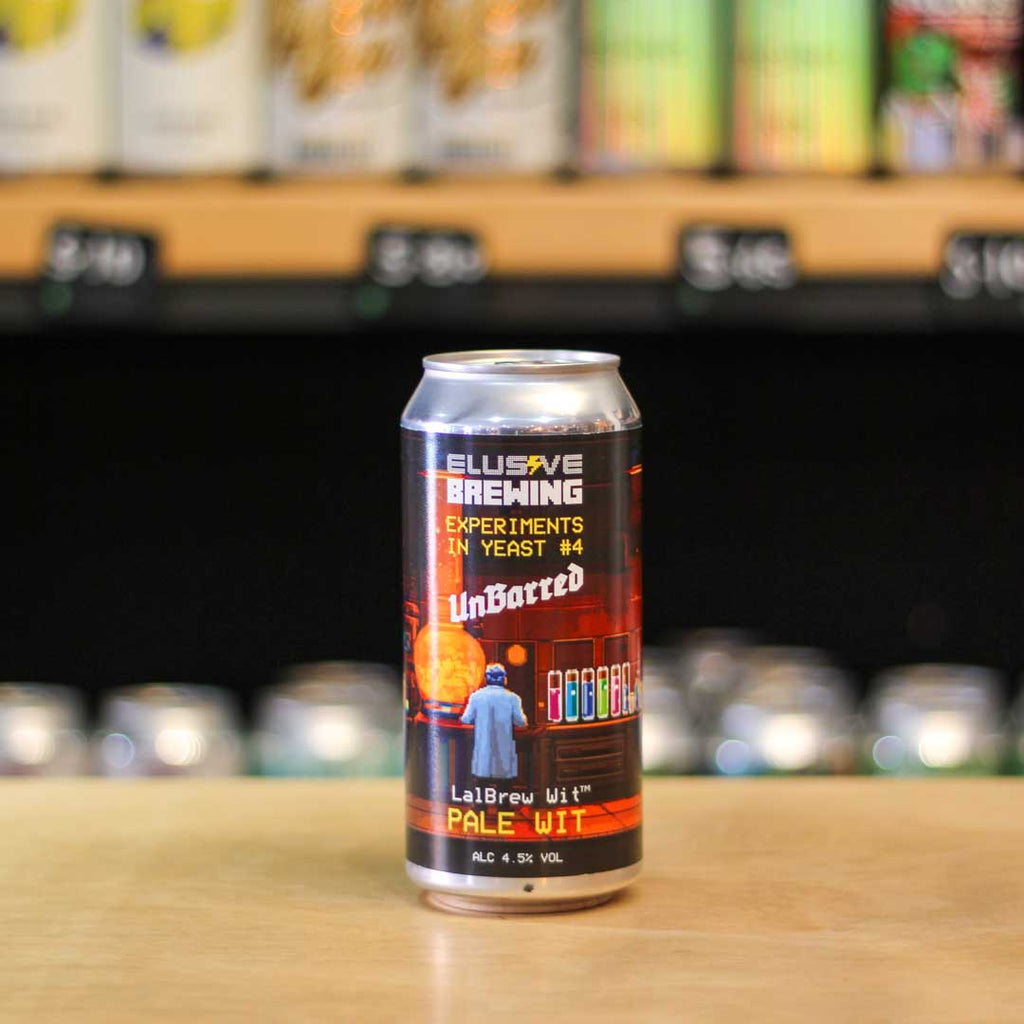 ELUSIVE
BREWING
EXPERIMENTS
IN YEAST #4
UnBarred
LalBrew Wit™
PALE WIT
ALC 4.5% VOL